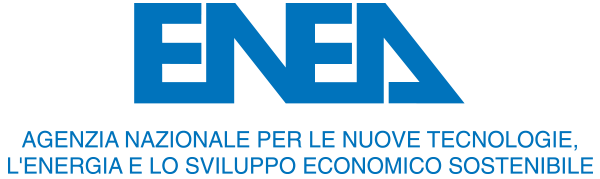 ENEA
AGENZIA NAZIONALE PER LE NUOVE TECNOLOGIE,
L'ENERGIA E LO SVILUPPO ECONOMICO SOSTENIBILE